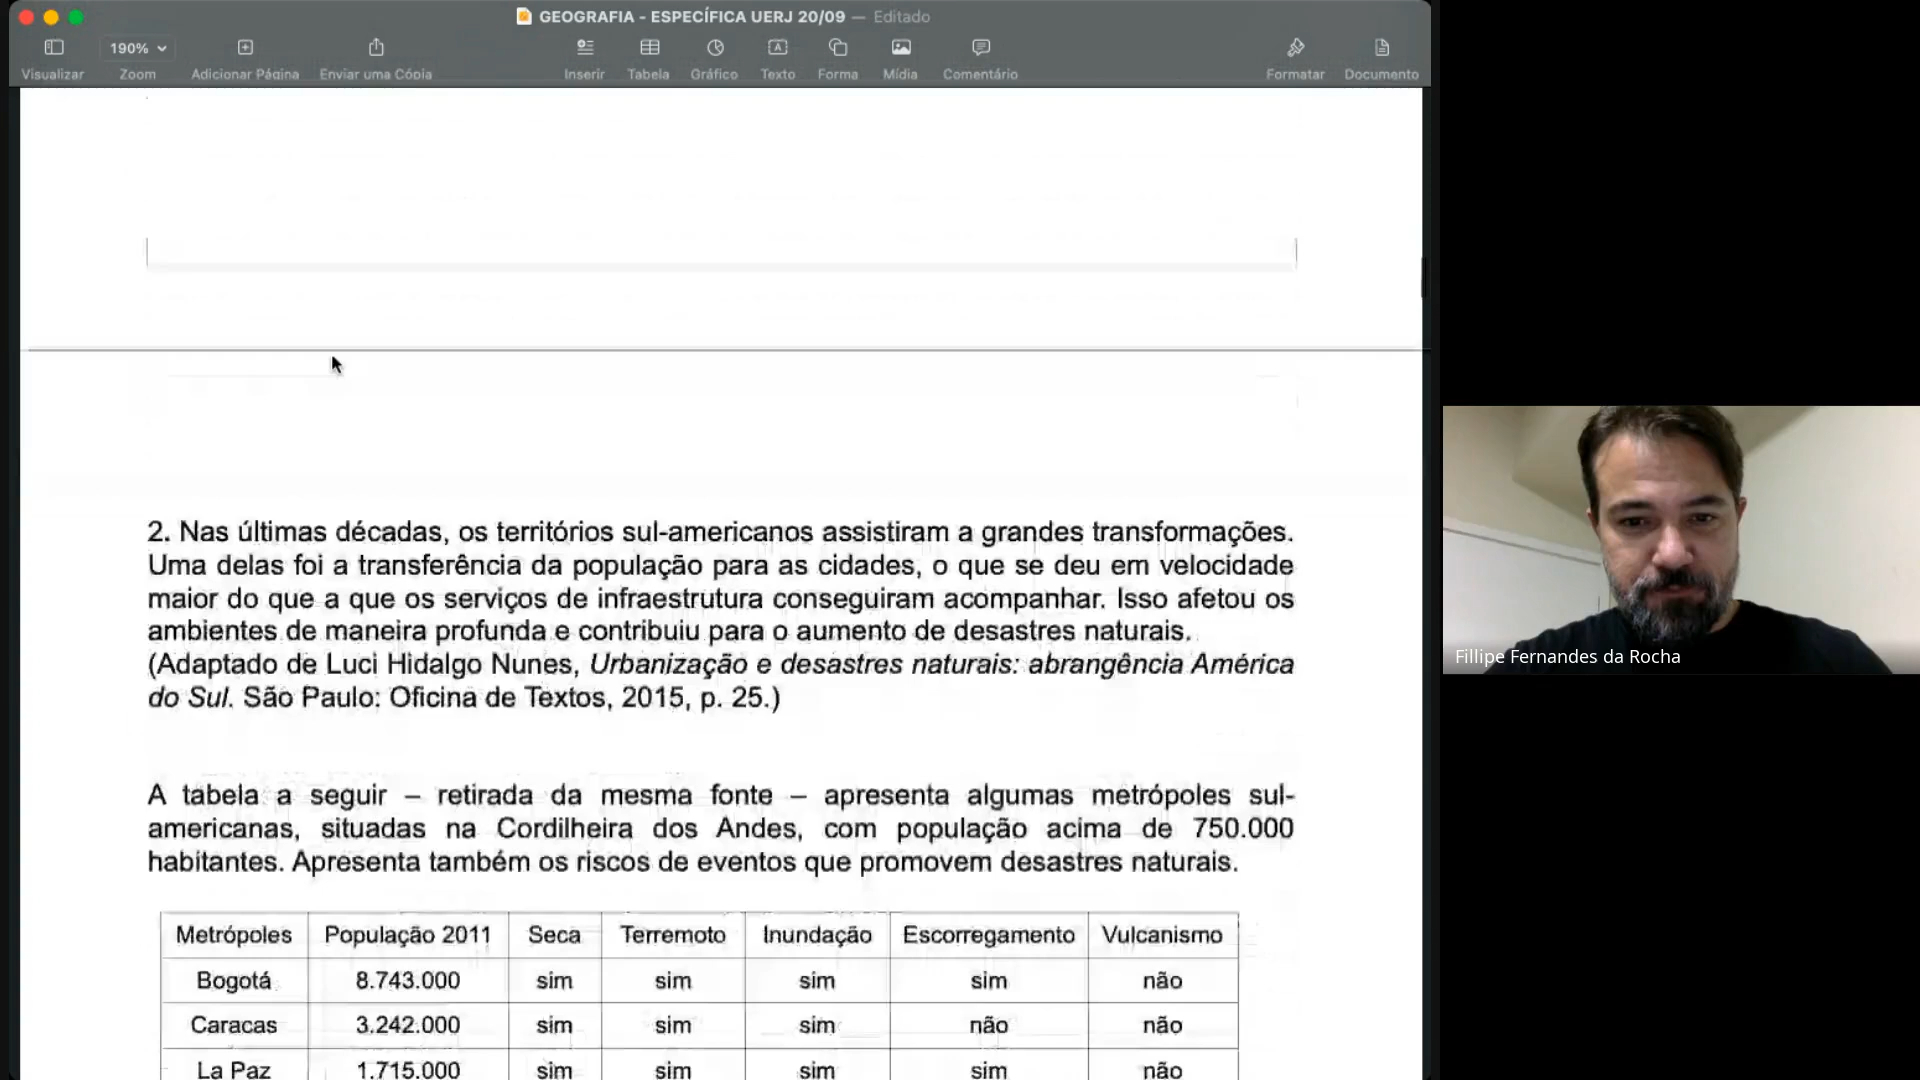 GEOGRAFIA - ESPECÍFICA UERJ 20/09 — Editado
190%
Visualizar Zoom Adicionar Página Enviar uma Cópia Inserir Tabela Gráfico Texto Forma Mídia Comentário Formatar Documento
2. Nas últimas décadas, os territórios sul-americanos assistiram a grandes transformações.
Uma delas foi a transferência da população para as cidades, o que se deu em velocidade
maior do que a que os serviços de infraestrutura conseguiram acompanhar. Isso afetou os
ambientes de maneira profunda e contribuiu para o aumento de desastres naturais.
(Adaptado de Luci Hidalgo Nunes, Urbanização e desastres naturais: abrangência América
do Sul. São Paulo: Oficina de Textos, 2015, p. 25.)
A tabela a seguir – retirada da mesma fonte – apresenta algumas metrópoles sul-
americanas, situadas na Cordilheira dos Andes, com população acima de 750.000
habitantes. Apresenta também os riscos de eventos que promovem desastres naturais.
Metrópoles População 2011 Seca Terremoto Inundação Escorregamento Vulcanismo
Bogotá 8.743.000 sim sim sim sim não
Caracas 3.242.000 sim sim sim não não
La Paz 1.715.000 sim sim sim sim não
Fillipe Fernandes da Rocha